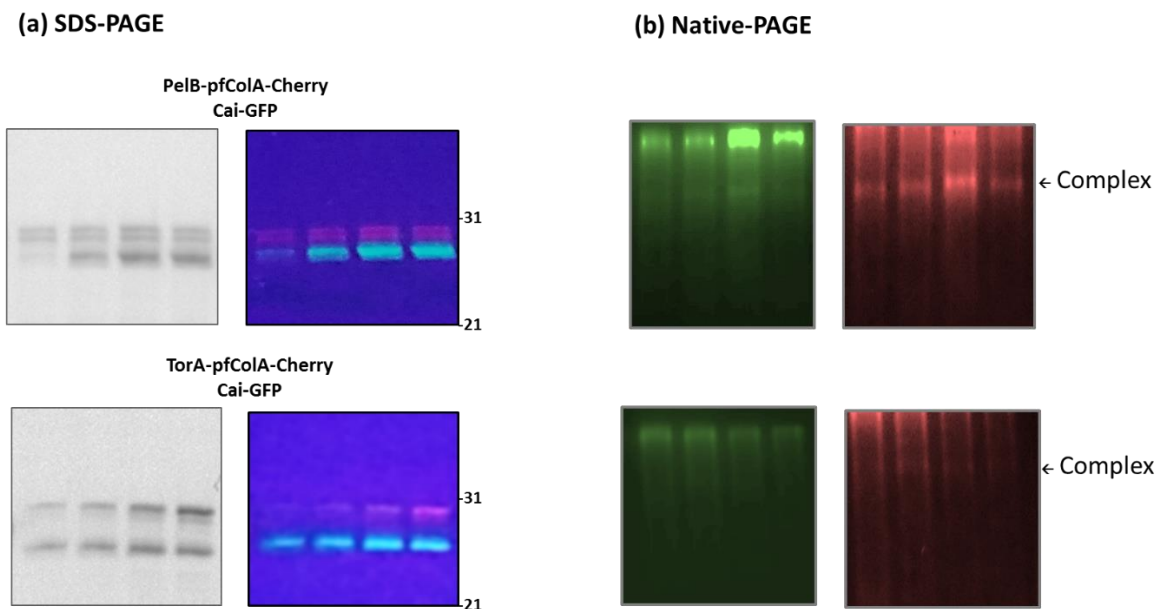 (a) SDS-PAGE
PelB-pfColA-Cherry
Cai-GFP
31
21
TorA-pfColA-Cherry
Cai-GFP
31
21
(b) Native-PAGE
← Complex
← Complex